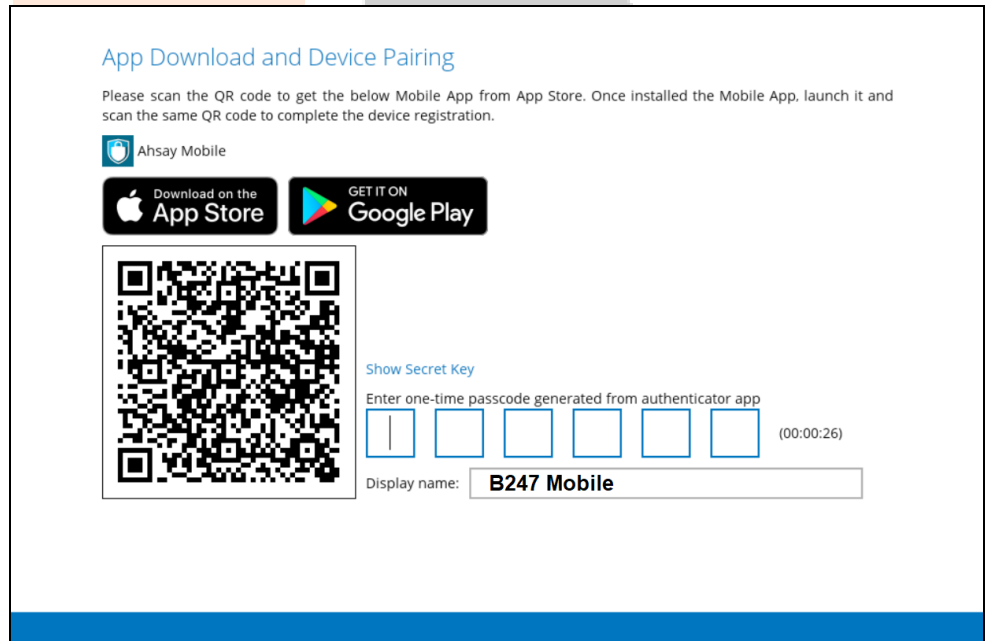 App Download and Device Pairing
Please scan the QR code to get the below Mobile App from App Store. Once installed the Mobile App, launch it and
scan the same QR code to complete the device registration.
Ahsay Mobile
Download on the
App Store
GET IT ON
Google Play
Show Secret Key
Enter one-time passcode generated from authenticator app
(00:00:26)
Display name: B247 Mobile